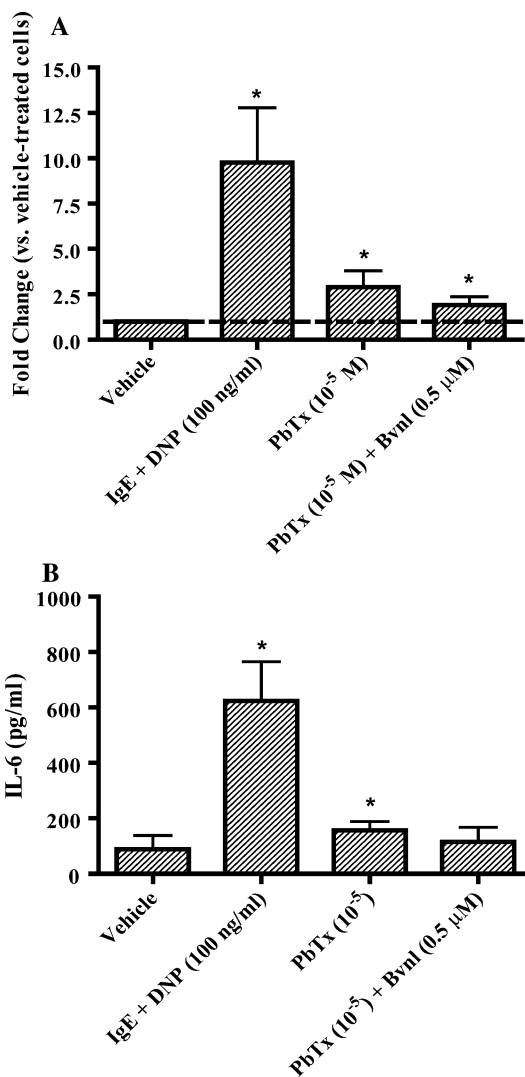 A
Fold Change (vs. vehicle-treated cells)
15.0
12.5
10.0
7.5
5.0
2.5
0.0
*
*
*
Vehicle
IgE + DNP (100 ng/ml)
PbTx (10⁻⁵ M)
PbTx (10⁻⁵ M) + Bvnl (0.5 μM)
B
IL-6 (pg/ml)
1000
800
600
400
200
0
*
*
Vehicle
IgE + DNP (100 ng/ml)
PbTx (10⁻⁵)
PbTx (10⁻⁵) + Bvnl (0.5 μM)